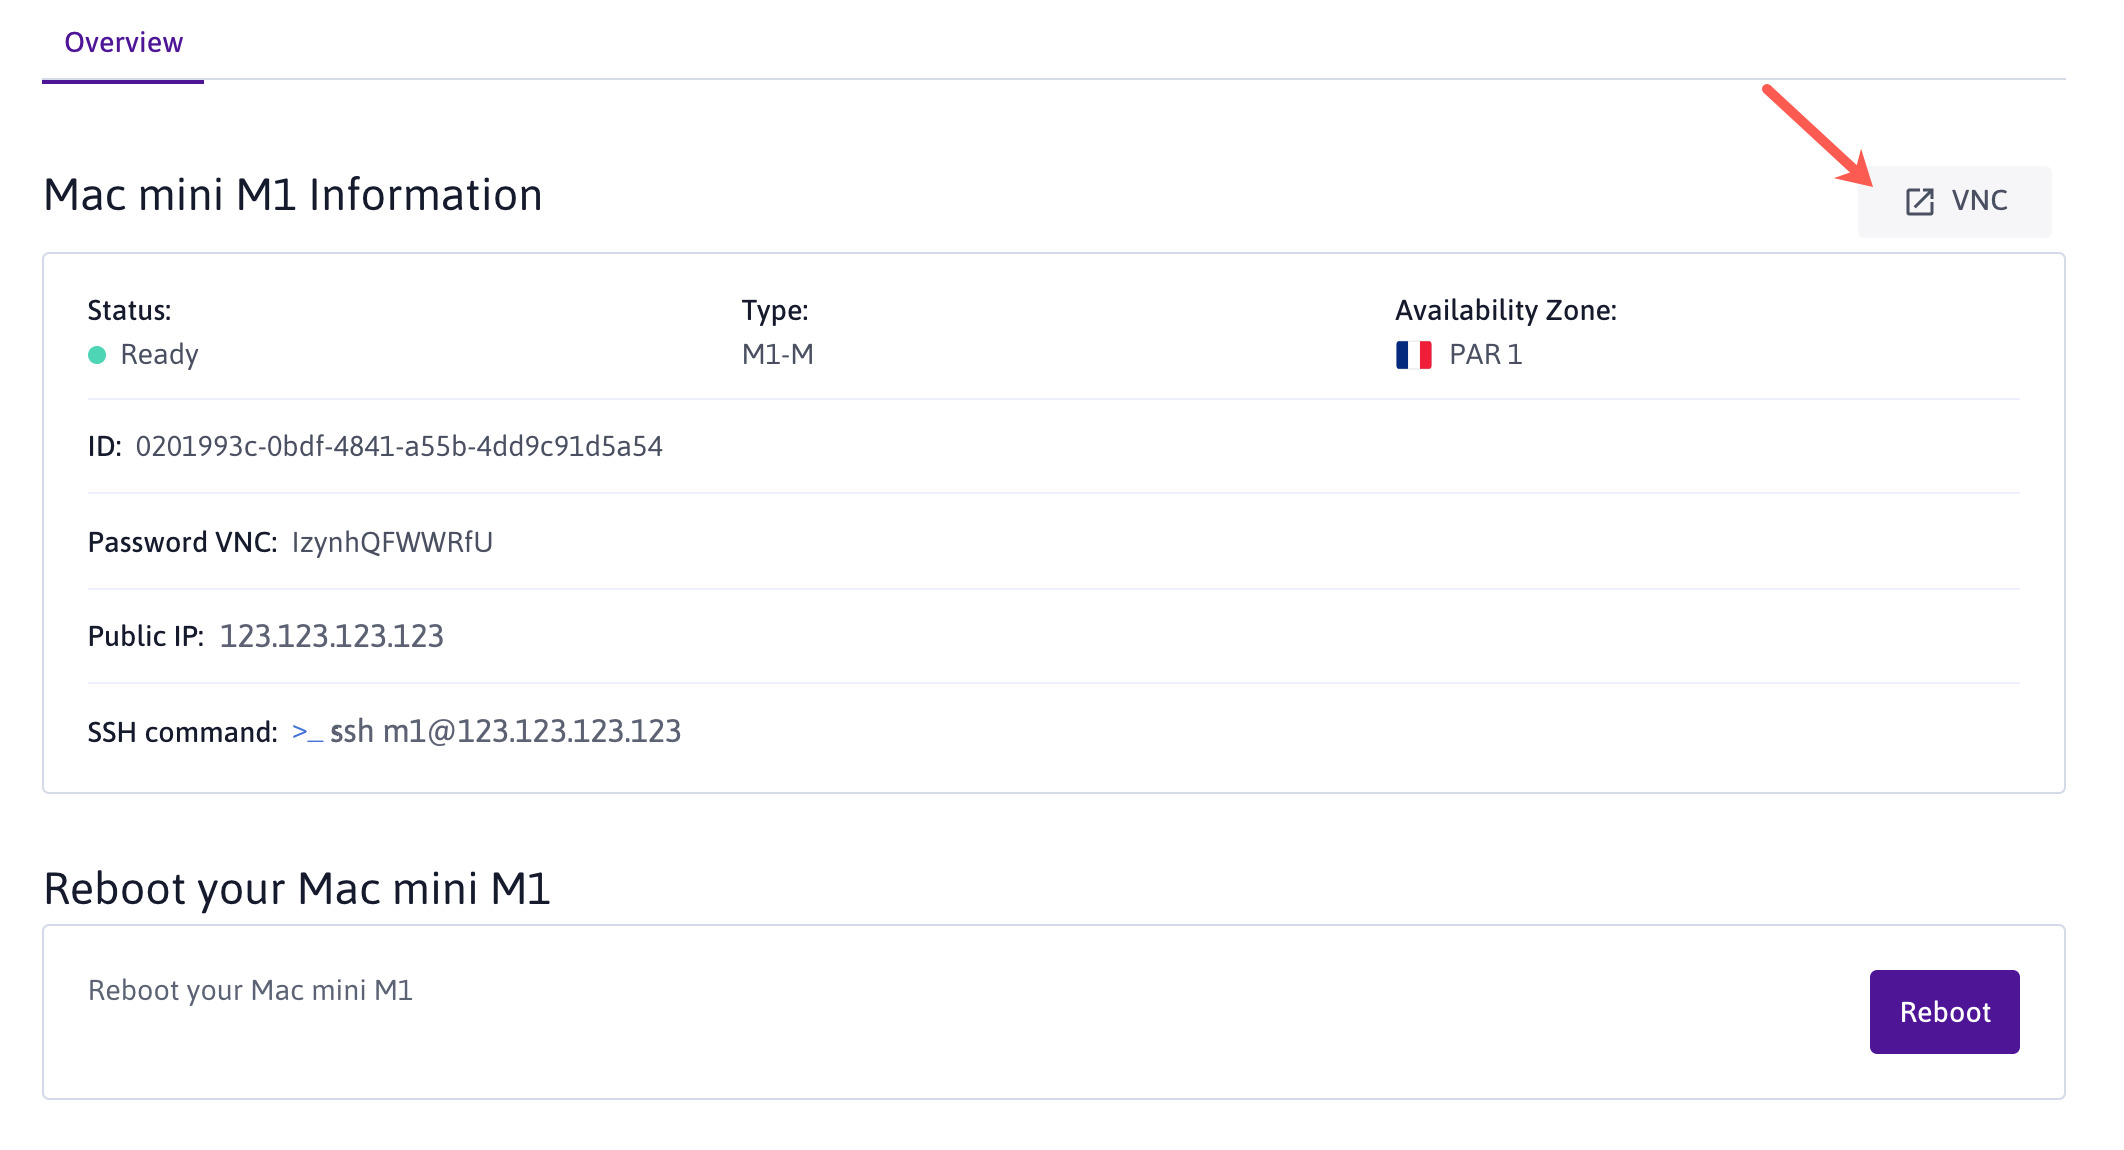 Overview
Mac mini M1 Information
VNC
Status:
Type:
Availability Zone:
Ready
M1-M
PAR 1
ID: 0201993c-0bdf-4841-a55b-4dd9c91d5a54
Password VNC: IzynhQFWWRfU
Public IP: 123.123.123.123
SSH command: >_ ssh m1@123.123.123.123
Reboot your Mac mini M1
Reboot your Mac mini M1
Reboot